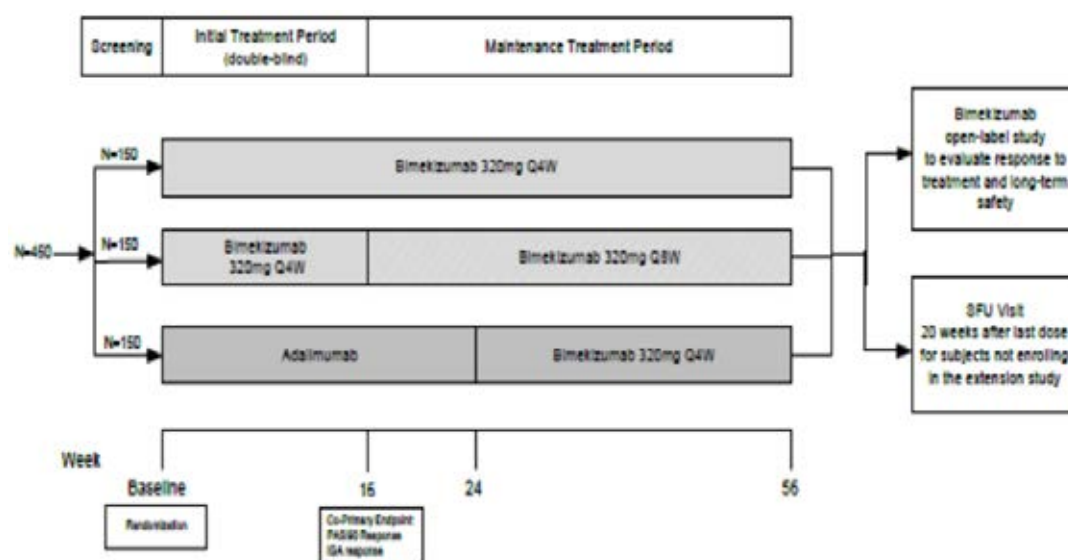 Screening
Initial Treatment Period
(double-blind)
Maintenance Treatment Period
N=150
Bimekizumab 320mg Q4W
N=450
N=150
Bimekizumab
320mg Q4W
Bimekizumab 320mg Q8W
N=150
Adalimumab
Bimekizumab 320mg Q4W
Bimekizumab
open-label study
to evaluate response to
treatment and long-term
safety
SFU Visit
20 weeks after last dose
for subjects not enrolling
in the extension study
Week
Baseline
16
24
56
Randomization
Co-Primary Endpoint
PASI90 Response
IGA response